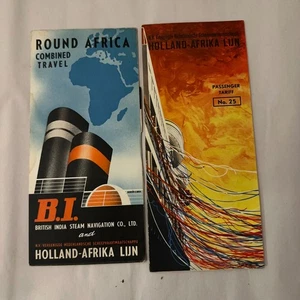 ROUND AFRICA
COMBINED
TRAVEL
B.I.
BRITISH INDIA STEAM NAVIGATION CO., LTD.
and
HOLLAND-AFRIKA LIJN
HOLLAND-AFRIKA LIJN
PASSENGER
TARIFF
No. 25